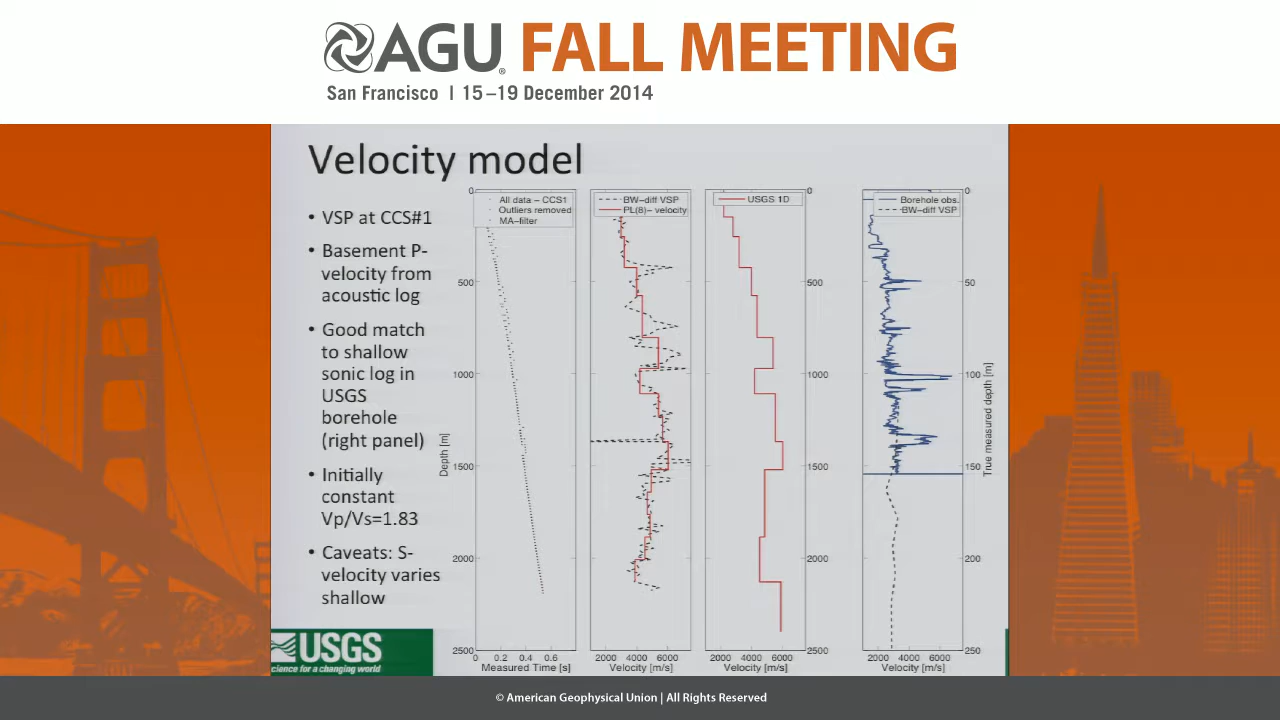 AGU FALL MEETING
San Francisco | 15–19 December 2014
Velocity model
• VSP at CCS#1
• Basement P-
velocity from
acoustic log
• Good match
to shallow
sonic log in
USGS
borehole
(right panel)
• Initially
constant
Vp/Vs=1.83
• Caveats: S-
velocity varies
shallow
USGS
science for a changing world
0
500
1000
1500
2000
2500
Depth [m]
All data − CCS1
Outliers removed
MA−filter
0 0.2 0.4 0.6
Measured Time [s]
BW−diff VSP
PL(8)− velocity
2000 4000 6000
Velocity [m/s]
USGS 1D
0
500
1000
1500
2000
2500
2000 4000 6000
Velocity [m/s]
Borehole obs.
BW−diff VSP
0
50
100
150
200
250
True measured depth [m]
2000 4000 6000
Velocity [m/s]
© American Geophysical Union | All Rights Reserved